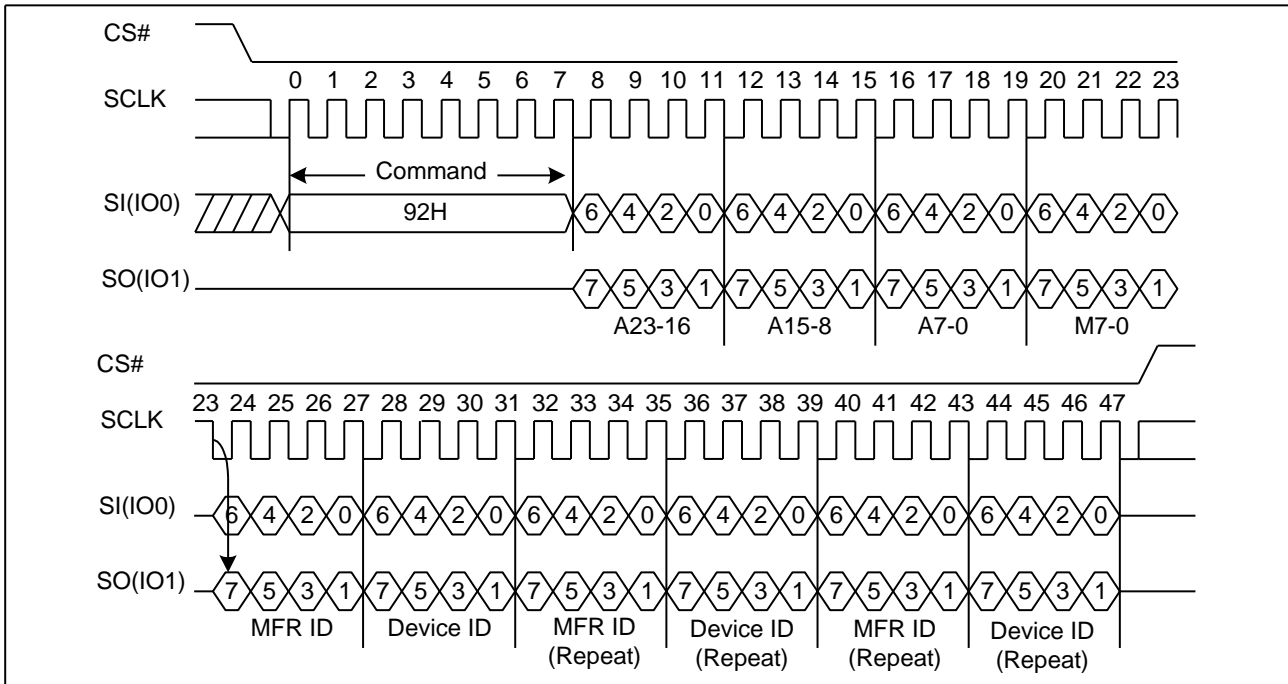 CS#
0 1 2 3 4 5 6 7 8 9 10 11 12 13 14 15 16 17 18 19 20 21 22 23
SCLK
Command
SI(IO0) 92H 6 4 2 0 6 4 2 0 6 4 2 0 6 4 2 0
SO(IO1) 7 5 3 1 7 5 3 1 7 5 3 1 7 5 3 1
A23-16 A15-8 A7-0 M7-0
CS#
23 24 25 26 27 28 29 30 31 32 33 34 35 36 37 38 39 40 41 42 43 44 45 46 47
SCLK
SI(IO0) 6 4 2 0 6 4 2 0 6 4 2 0 6 4 2 0 6 4 2 0 6 4 2 0
SO(IO1) 7 5 3 1 7 5 3 1 7 5 3 1 7 5 3 1 7 5 3 1 7 5 3 1
MFR ID Device ID MFR ID Device ID MFR ID Device ID
(Repeat) (Repeat) (Repeat) (Repeat)